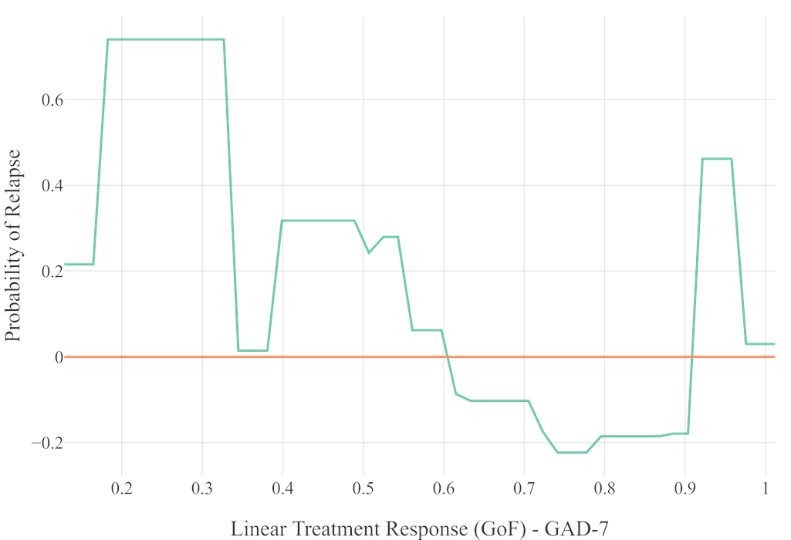 Probability of Relapse
0.6
0.4
0.2
0
−0.2
0.2 0.3 0.4 0.5 0.6 0.7 0.8 0.9 1
Linear Treatment Response (GoF) - GAD-7